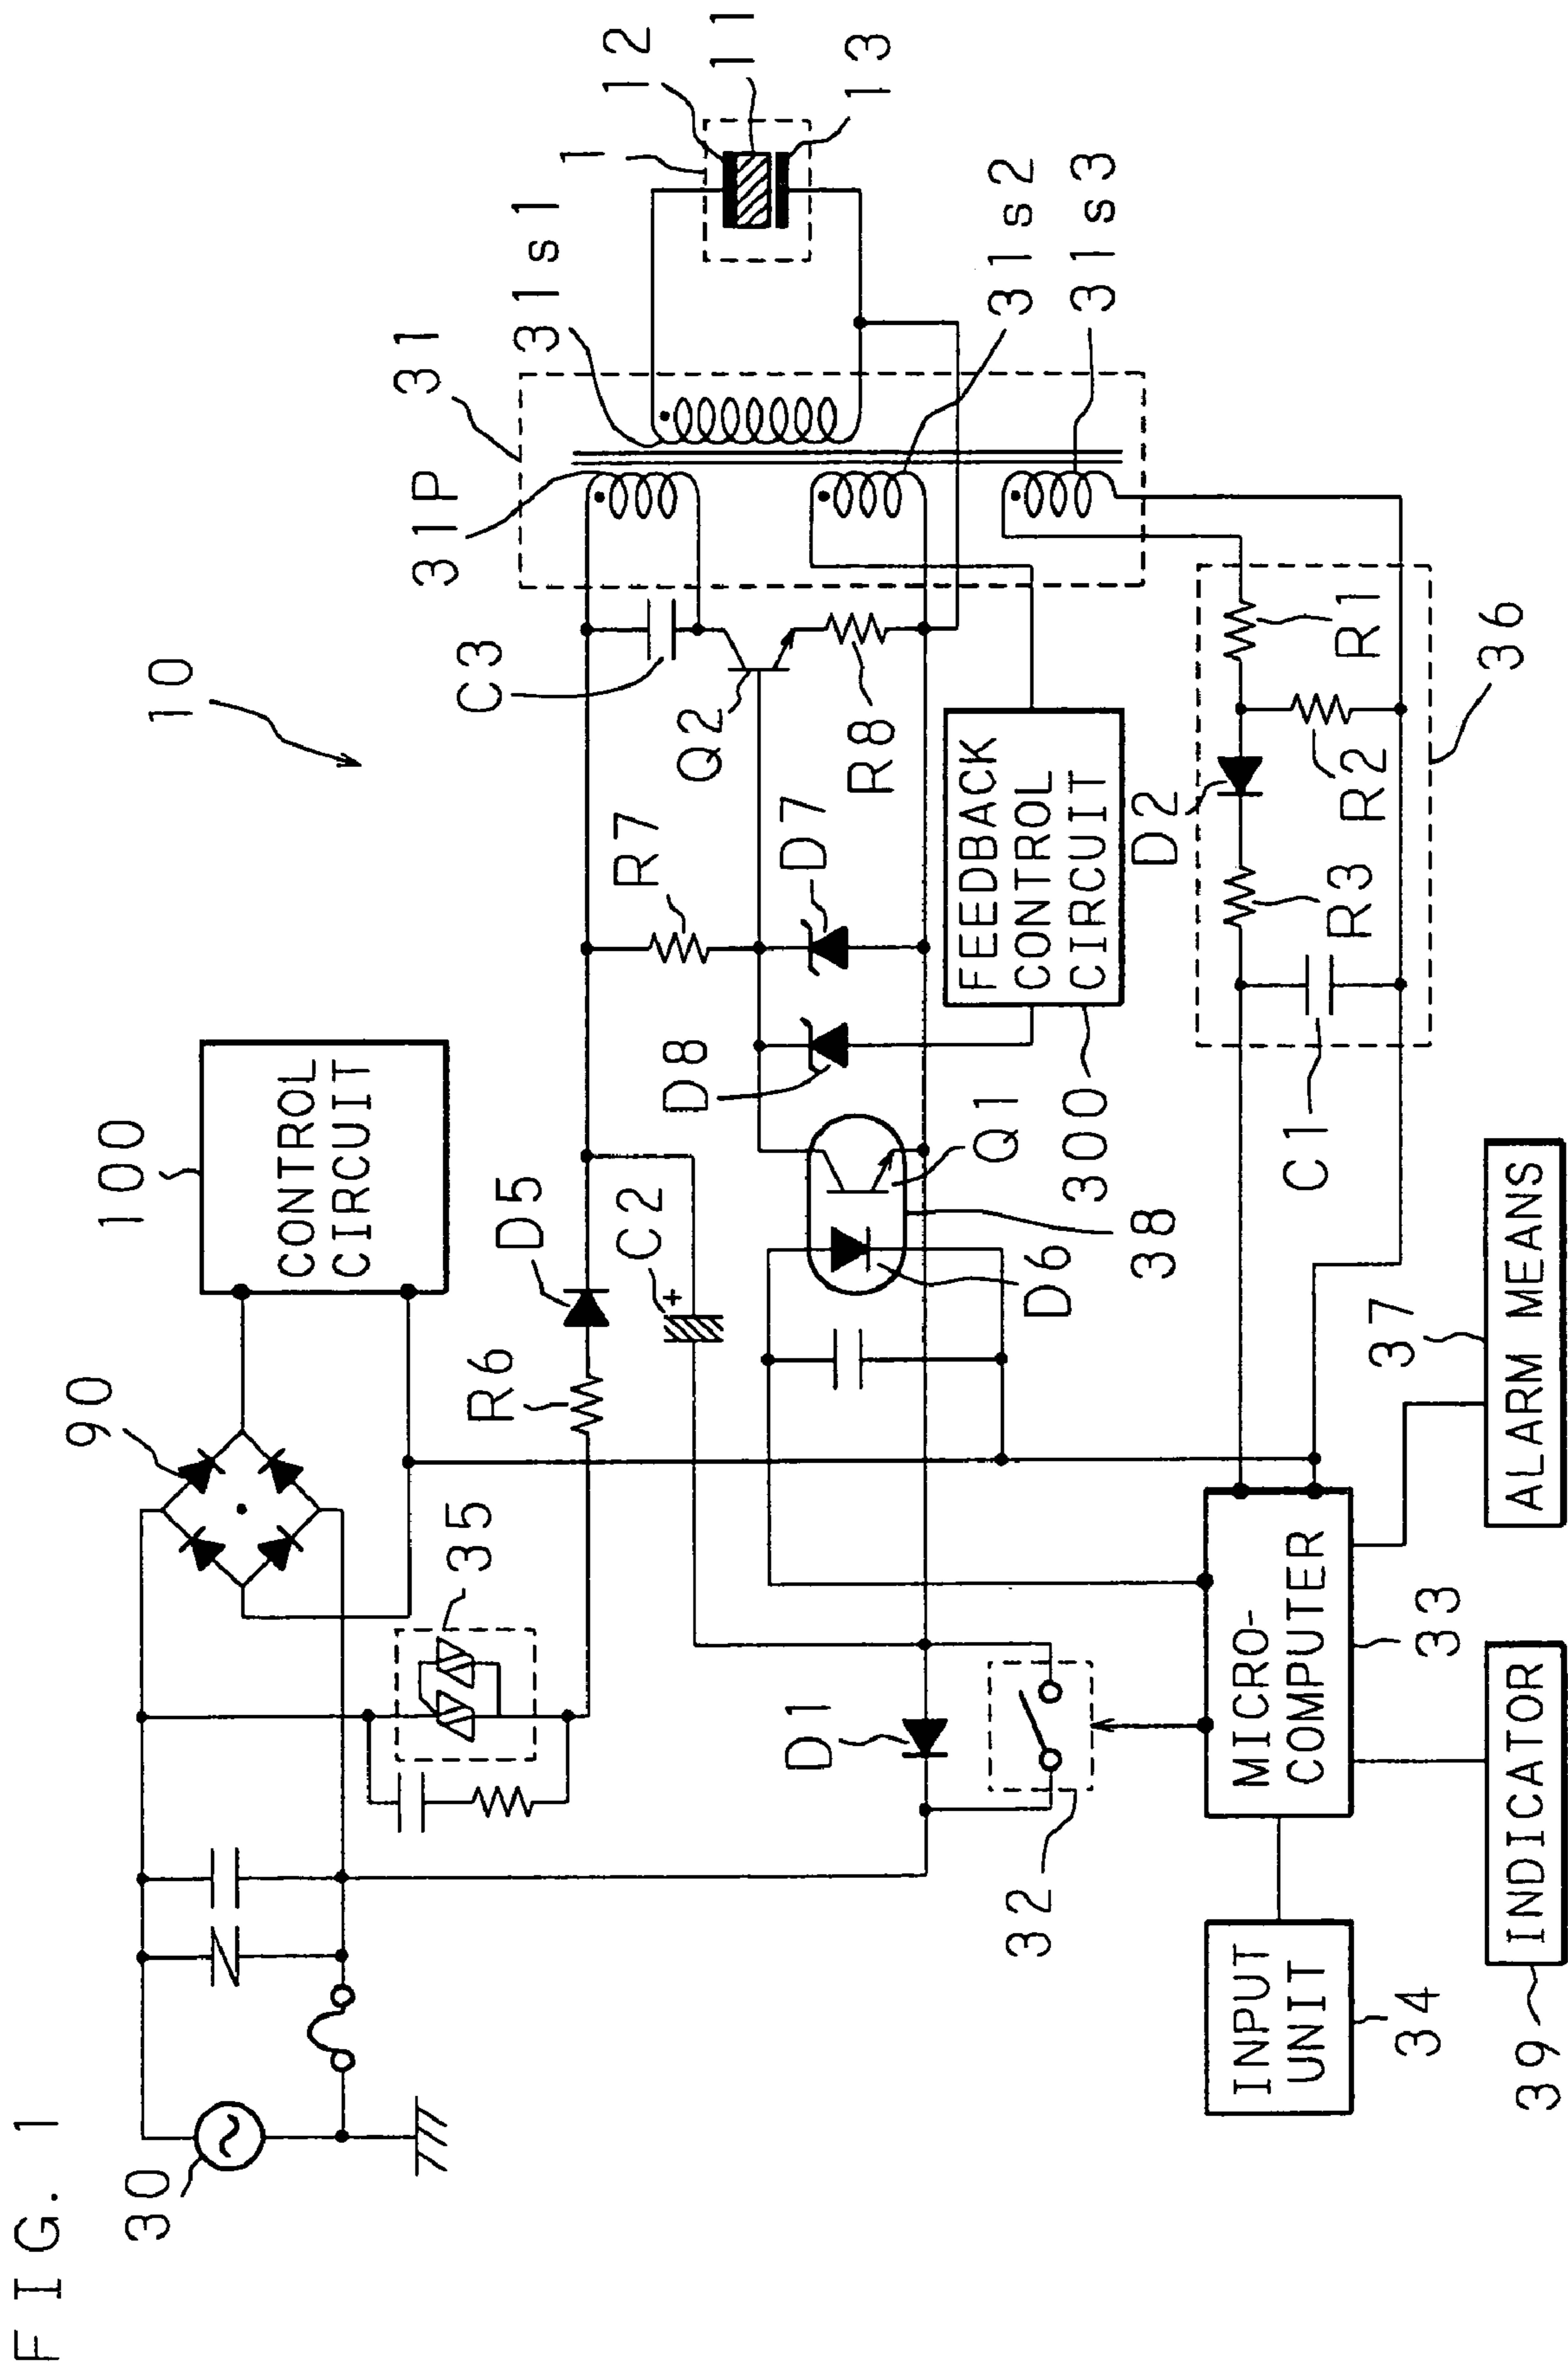 FIG. 1
10
30
90
100
CONTROL
CIRCUIT
35
R6
D5
C2
+
R7
D7
D8
C3
Q2
R8
31P
31
31s1
1
12
11
13
31s2
31s3
FEEDBACK
CONTROL
CIRCUIT
300
Q1
38
D6
D1
32
D2
R1
R2
R3
C1
36
MICRO-
COMPUTER
33
INPUT
UNIT
34
INDICATOR
39
ALARM MEANS
37